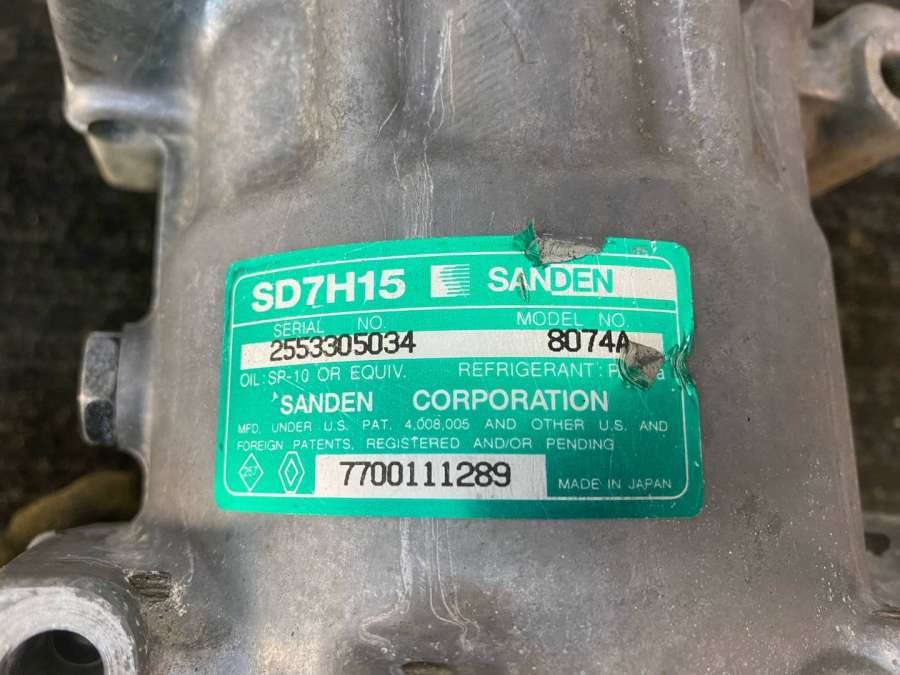 SD7H15 SANDEN
SERIAL NO. MODEL NO.
2553305034 8074A
OIL: SP-10 OR EQUIV. REFRIGERANT:
SANDEN CORPORATION
MFD. UNDER U.S. PAT. 4,008,005 AND OTHER U.S. AND
FOREIGN PATENTS, REGISTERED AND/OR PENDING
267 7700111289 MADE IN JAPAN